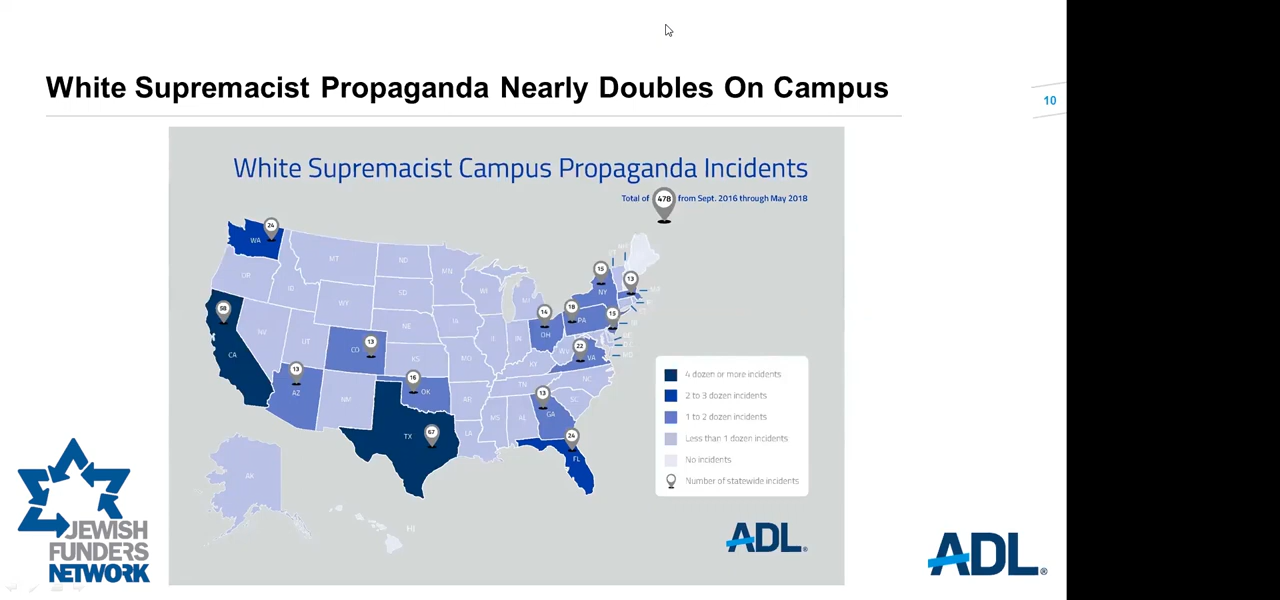 White Supremacist Propaganda Nearly Doubles On Campus
10
White Supremacist Campus Propaganda Incidents
Total of 478 from Sept. 2016 through May 2018
24
WA
MT
ND
MN
OR
ID
WY
SD
WI
MI
15
NY
13
58
CA
NV
UT
13
CO
NE
IA
IL
IN
14
OH
18
PA
15
22
WV
VA
KS
MO
KY
13
AZ
NM
16
OK
AR
TN
NC
SC
13
GA
MS
AL
LA
TX
67
26
FL
AK
HI
4 dozen or more incidents
2 to 3 dozen incidents
1 to 2 dozen incidents
Less than 1 dozen incidents
No incidents
Number of statewide incidents
ADL®
JEWISH
FUNDERS
NETWORK
ADL®